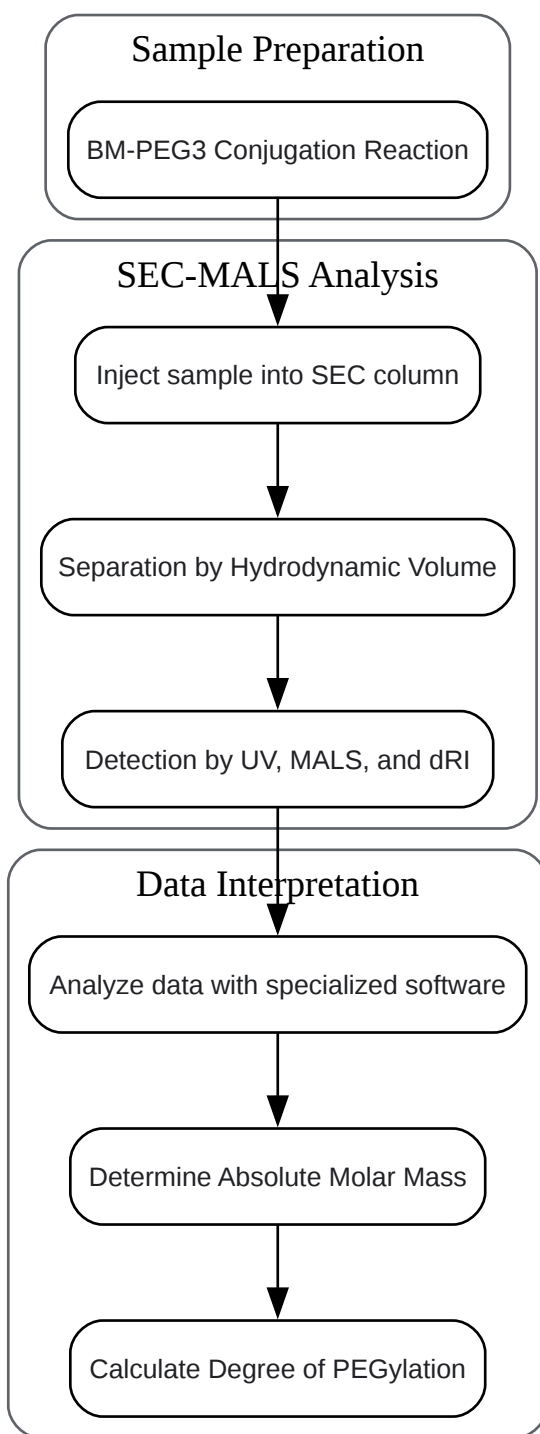 Sample Preparation
BM-PEG3 Conjugation Reaction
SEC-MALS Analysis
Inject sample into SEC column
Separation by Hydrodynamic Volume
Detection by UV, MALS, and dRI
Data Interpretation
Analyze data with specialized software
Determine Absolute Molar Mass
Calculate Degree of PEGylation